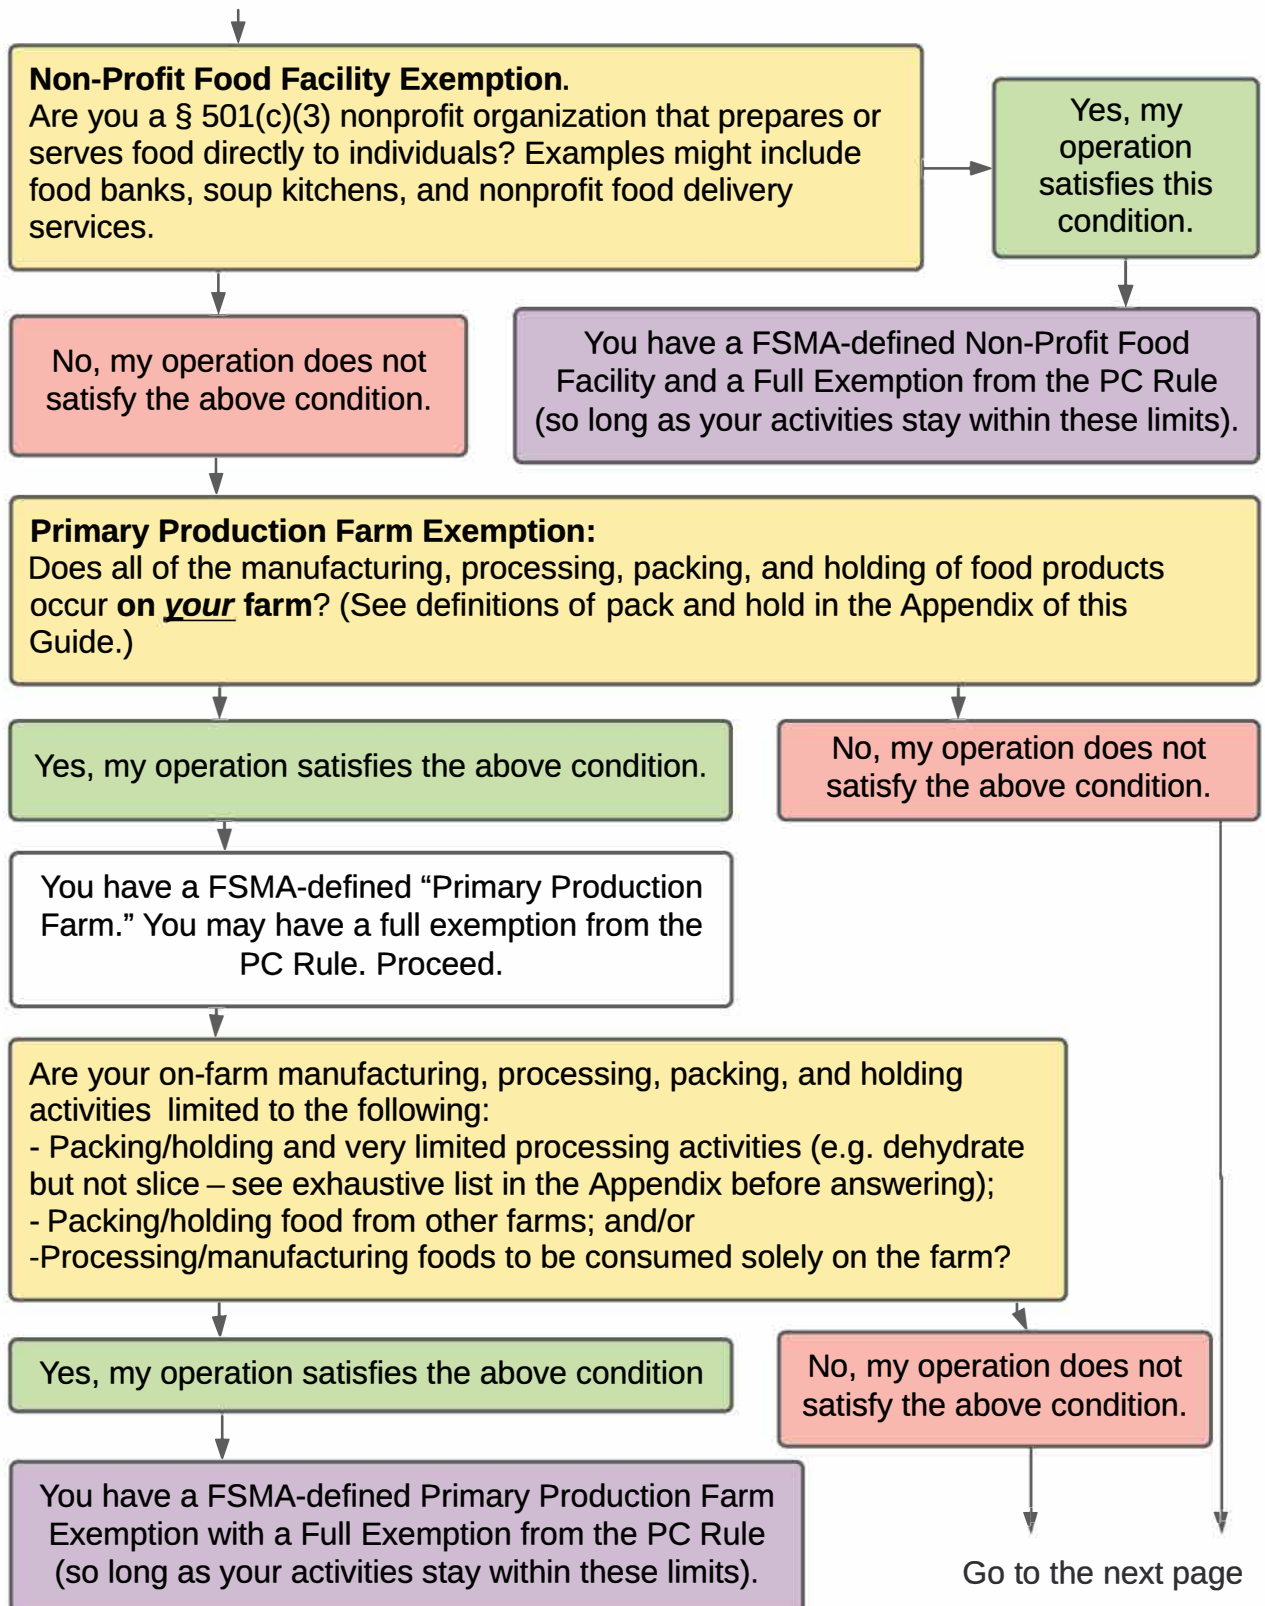 Non-Profit Food Facility Exemption.
Are you a § 501(c)(3) nonprofit organization that prepares or
serves food directly to individuals? Examples might include
food banks, soup kitchens, and nonprofit food delivery
services.
Yes, my
operation
satisfies this
condition.
No, my operation does not
satisfy the above condition.
You have a FSMA-defined Non-Profit Food
Facility and a Full Exemption from the PC Rule
(so long as your activities stay within these limits).
Primary Production Farm Exemption:
Does all of the manufacturing, processing, packing, and holding of food products
occur on your farm? (See definitions of pack and hold in the Appendix of this
Guide.)
Yes, my operation satisfies the above condition.
No, my operation does not
satisfy the above condition.
You have a FSMA-defined “Primary Production
Farm.” You may have a full exemption from the
PC Rule. Proceed.
Are your on-farm manufacturing, processing, packing, and holding
activities limited to the following:
- Packing/holding and very limited processing activities (e.g. dehydrate
but not slice – see exhaustive list in the Appendix before answering);
- Packing/holding food from other farms; and/or
-Processing/manufacturing foods to be consumed solely on the farm?
Yes, my operation satisfies the above condition
No, my operation does not
satisfy the above condition.
You have a FSMA-defined Primary Production Farm
Exemption with a Full Exemption from the PC Rule
(so long as your activities stay within these limits).
Go to the next page